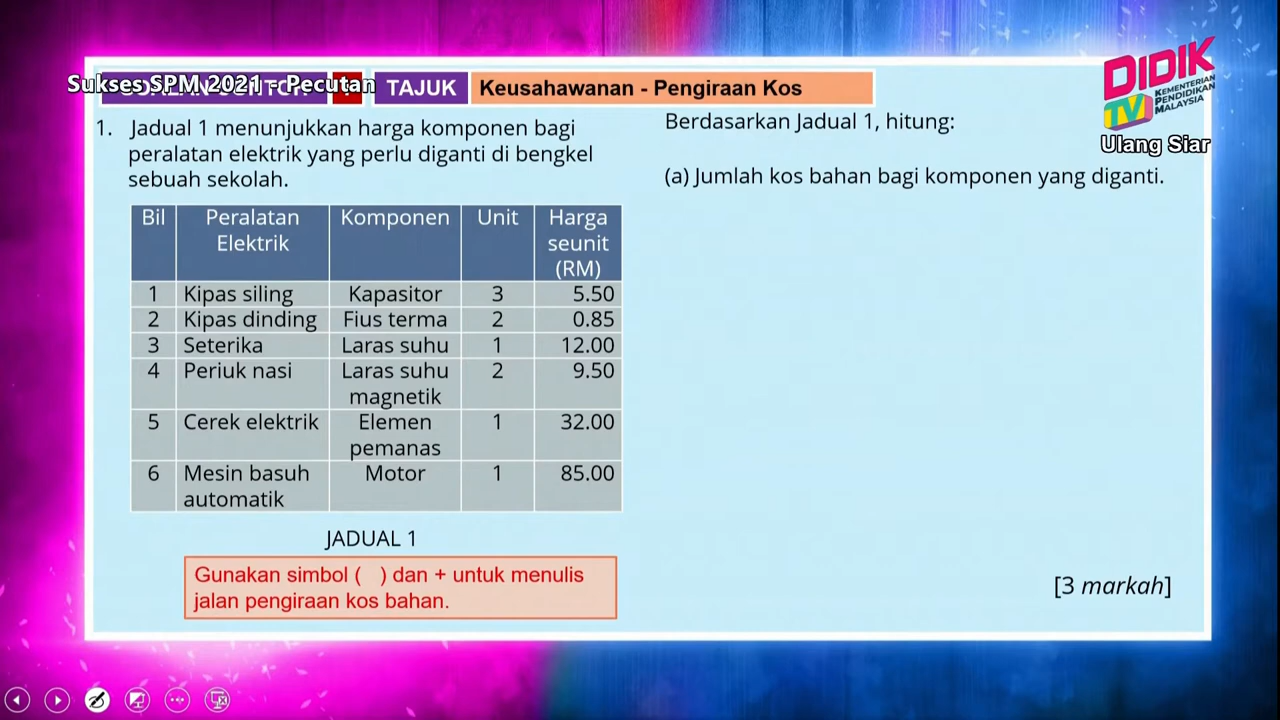 Sukses SPM 2021 - Pecutan
TAJUK
Keusahawanan - Pengiraan Kos
DIDIK
TV
KEMENTERIAN
PENDIDIKAN
MALAYSIA
Ulang Siar
1. Jadual 1 menunjukkan harga komponen bagi
peralatan elektrik yang perlu diganti di bengkel
sebuah sekolah.
Bil Peralatan Elektrik Komponen Unit Harga seunit (RM)
1 Kipas siling Kapasitor 3 5.50
2 Kipas dinding Fius terma 2 0.85
3 Seterika Laras suhu 1 12.00
4 Periuk nasi Laras suhu magnetik 2 9.50
5 Cerek elektrik Elemen pemanas 1 32.00
6 Mesin basuh automatik Motor 1 85.00
JADUAL 1
Gunakan simbol ( ) dan + untuk menulis
jalan pengiraan kos bahan.
Berdasarkan Jadual 1, hitung:
(a) Jumlah kos bahan bagi komponen yang diganti.
[3 markah]